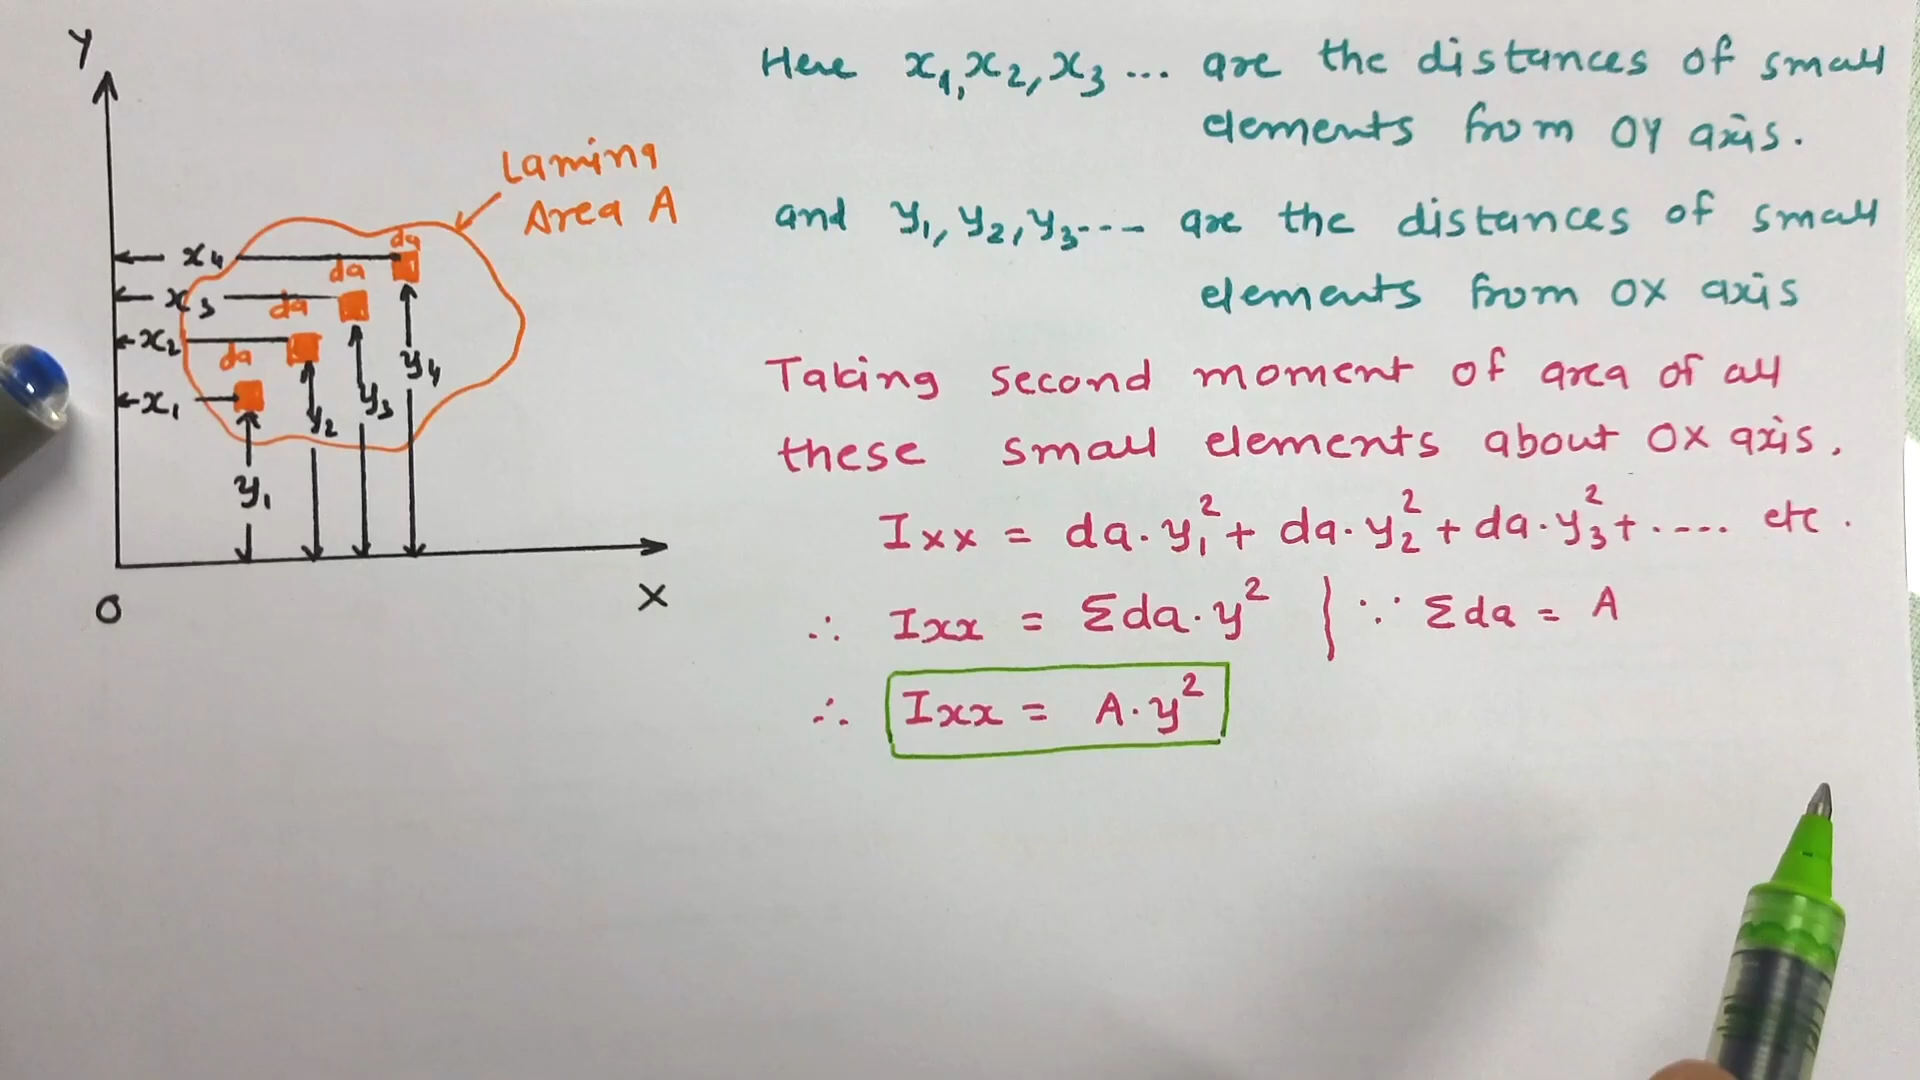 Y
Lamina
Area A
x4
da
x3
da
x2
da
x1
da
y4
y3
y2
y1
O
X
Here x1, x2, x3 ... are the distances of small
elements from OY axis.
and y1, y2, y3 ---- are the distances of small
elements from OX axis
Taking second moment of area of all
these small elements about OX axis.
Ixx = da·y₁² + da·y₂² + da·y₃² + ..... etc.
∴ Ixx = Σda·y² | ∵ Σda = A
∴ Ixx = A·y²